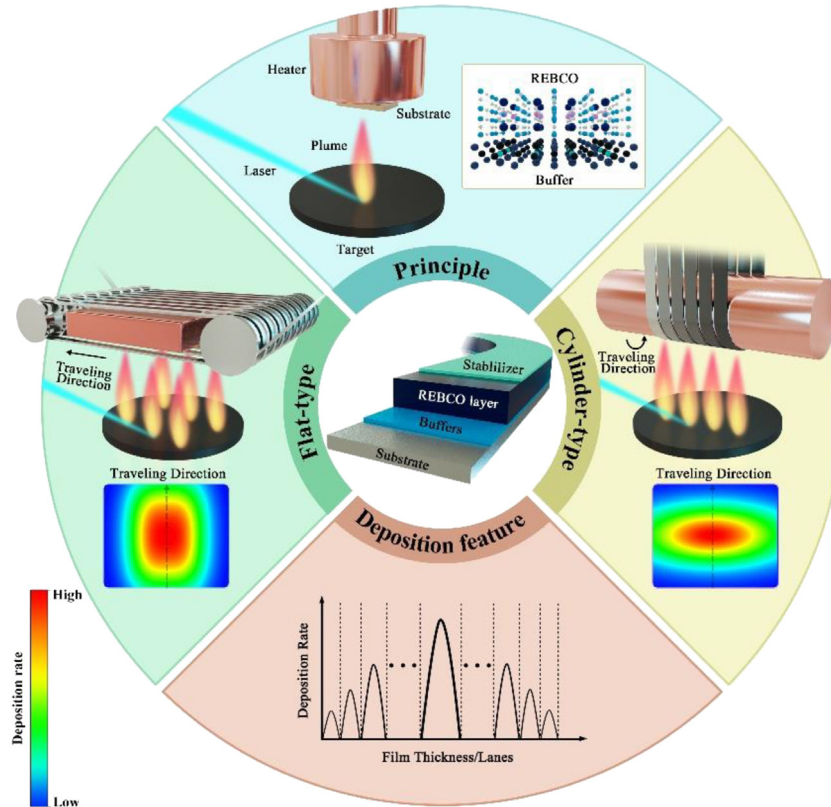 Heater
Substrate
Plume
Laser
Target
REBCO
Buffer
Principle
Traveling
Direction
Flat-type
Traveling Direction
Stablilizer
REBCO layer
Buffers
Substrate
Cylinder-type
Traveling
Direction
Traveling Direction
Deposition feature
High
Deposition rate
Low
Deposition Rate
Film Thickness/Lanes